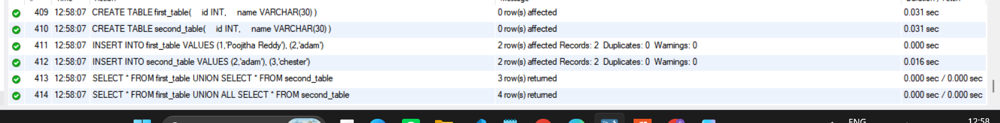 409 12:58:07 CREATE TABLE first_table( id INT, name VARCHAR(30) ) 0 row(s) affected 0.031 sec
410 12:58:07 CREATE TABLE second_table( id INT, name VARCHAR(30) ) 0 row(s) affected 0.031 sec
411 12:58:07 INSERT INTO first_table VALUES (1,'Poojitha Reddy'), (2,'adam') 2 row(s) affected Records: 2 Duplicates: 0 Warnings: 0 0.000 sec
412 12:58:07 INSERT INTO second_table VALUES (2,'adam'), (3,'chester') 2 row(s) affected Records: 2 Duplicates: 0 Warnings: 0 0.016 sec
413 12:58:07 SELECT * FROM first_table UNION SELECT * FROM second_table 3 row(s) returned 0.000 sec / 0.000 sec
414 12:58:07 SELECT * FROM first_table UNION ALL SELECT * FROM second_table 4 row(s) returned 0.000 sec / 0.000 sec
ENG 12:58